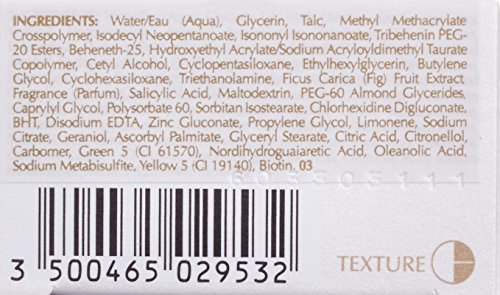 INGREDIENTS: Water/Eau (Aqua), Glycerin, Talc, Methyl Methacrylate
Crosspolymer, Isodecyl Neopentanoate, Isononyl Isononanoate, Tribehenin PEG-
20 Esters, Beheneth-25, Hydroxyethyl Acrylate/Sodium Acryloyldimethyl Taurate
Copolymer, Cetyl Alcohol, Cyclopentasiloxane, Ethylhexylglycerin, Butylene
Glycol, Cyclohexasiloxane, Triethanolamine, Ficus Carica (Fig) Fruit Extract,
Fragrance (Parfum), Salicylic Acid, Maltodextrin, PEG-60 Almond Glycerides,
Caprylyl Glycol, Polysorbate 60, Sorbitan Isostearate, Chlorhexidine Digluconate,
BHT, Disodium EDTA, Zinc Gluconate, Propylene Glycol, Limonene, Sodium
Citrate, Geraniol, Ascorbyl Palmitate, Glyceryl Stearate, Citric Acid, Citronellol,
Carbomer, Green 5 (CI 61570), Nordihydroguaiaretic Acid, Oleanolic Acid,
Sodium Metabisulfite, Yellow 5 (CI 19140), Biotin. 03
3 500465 029532
TEXTURE